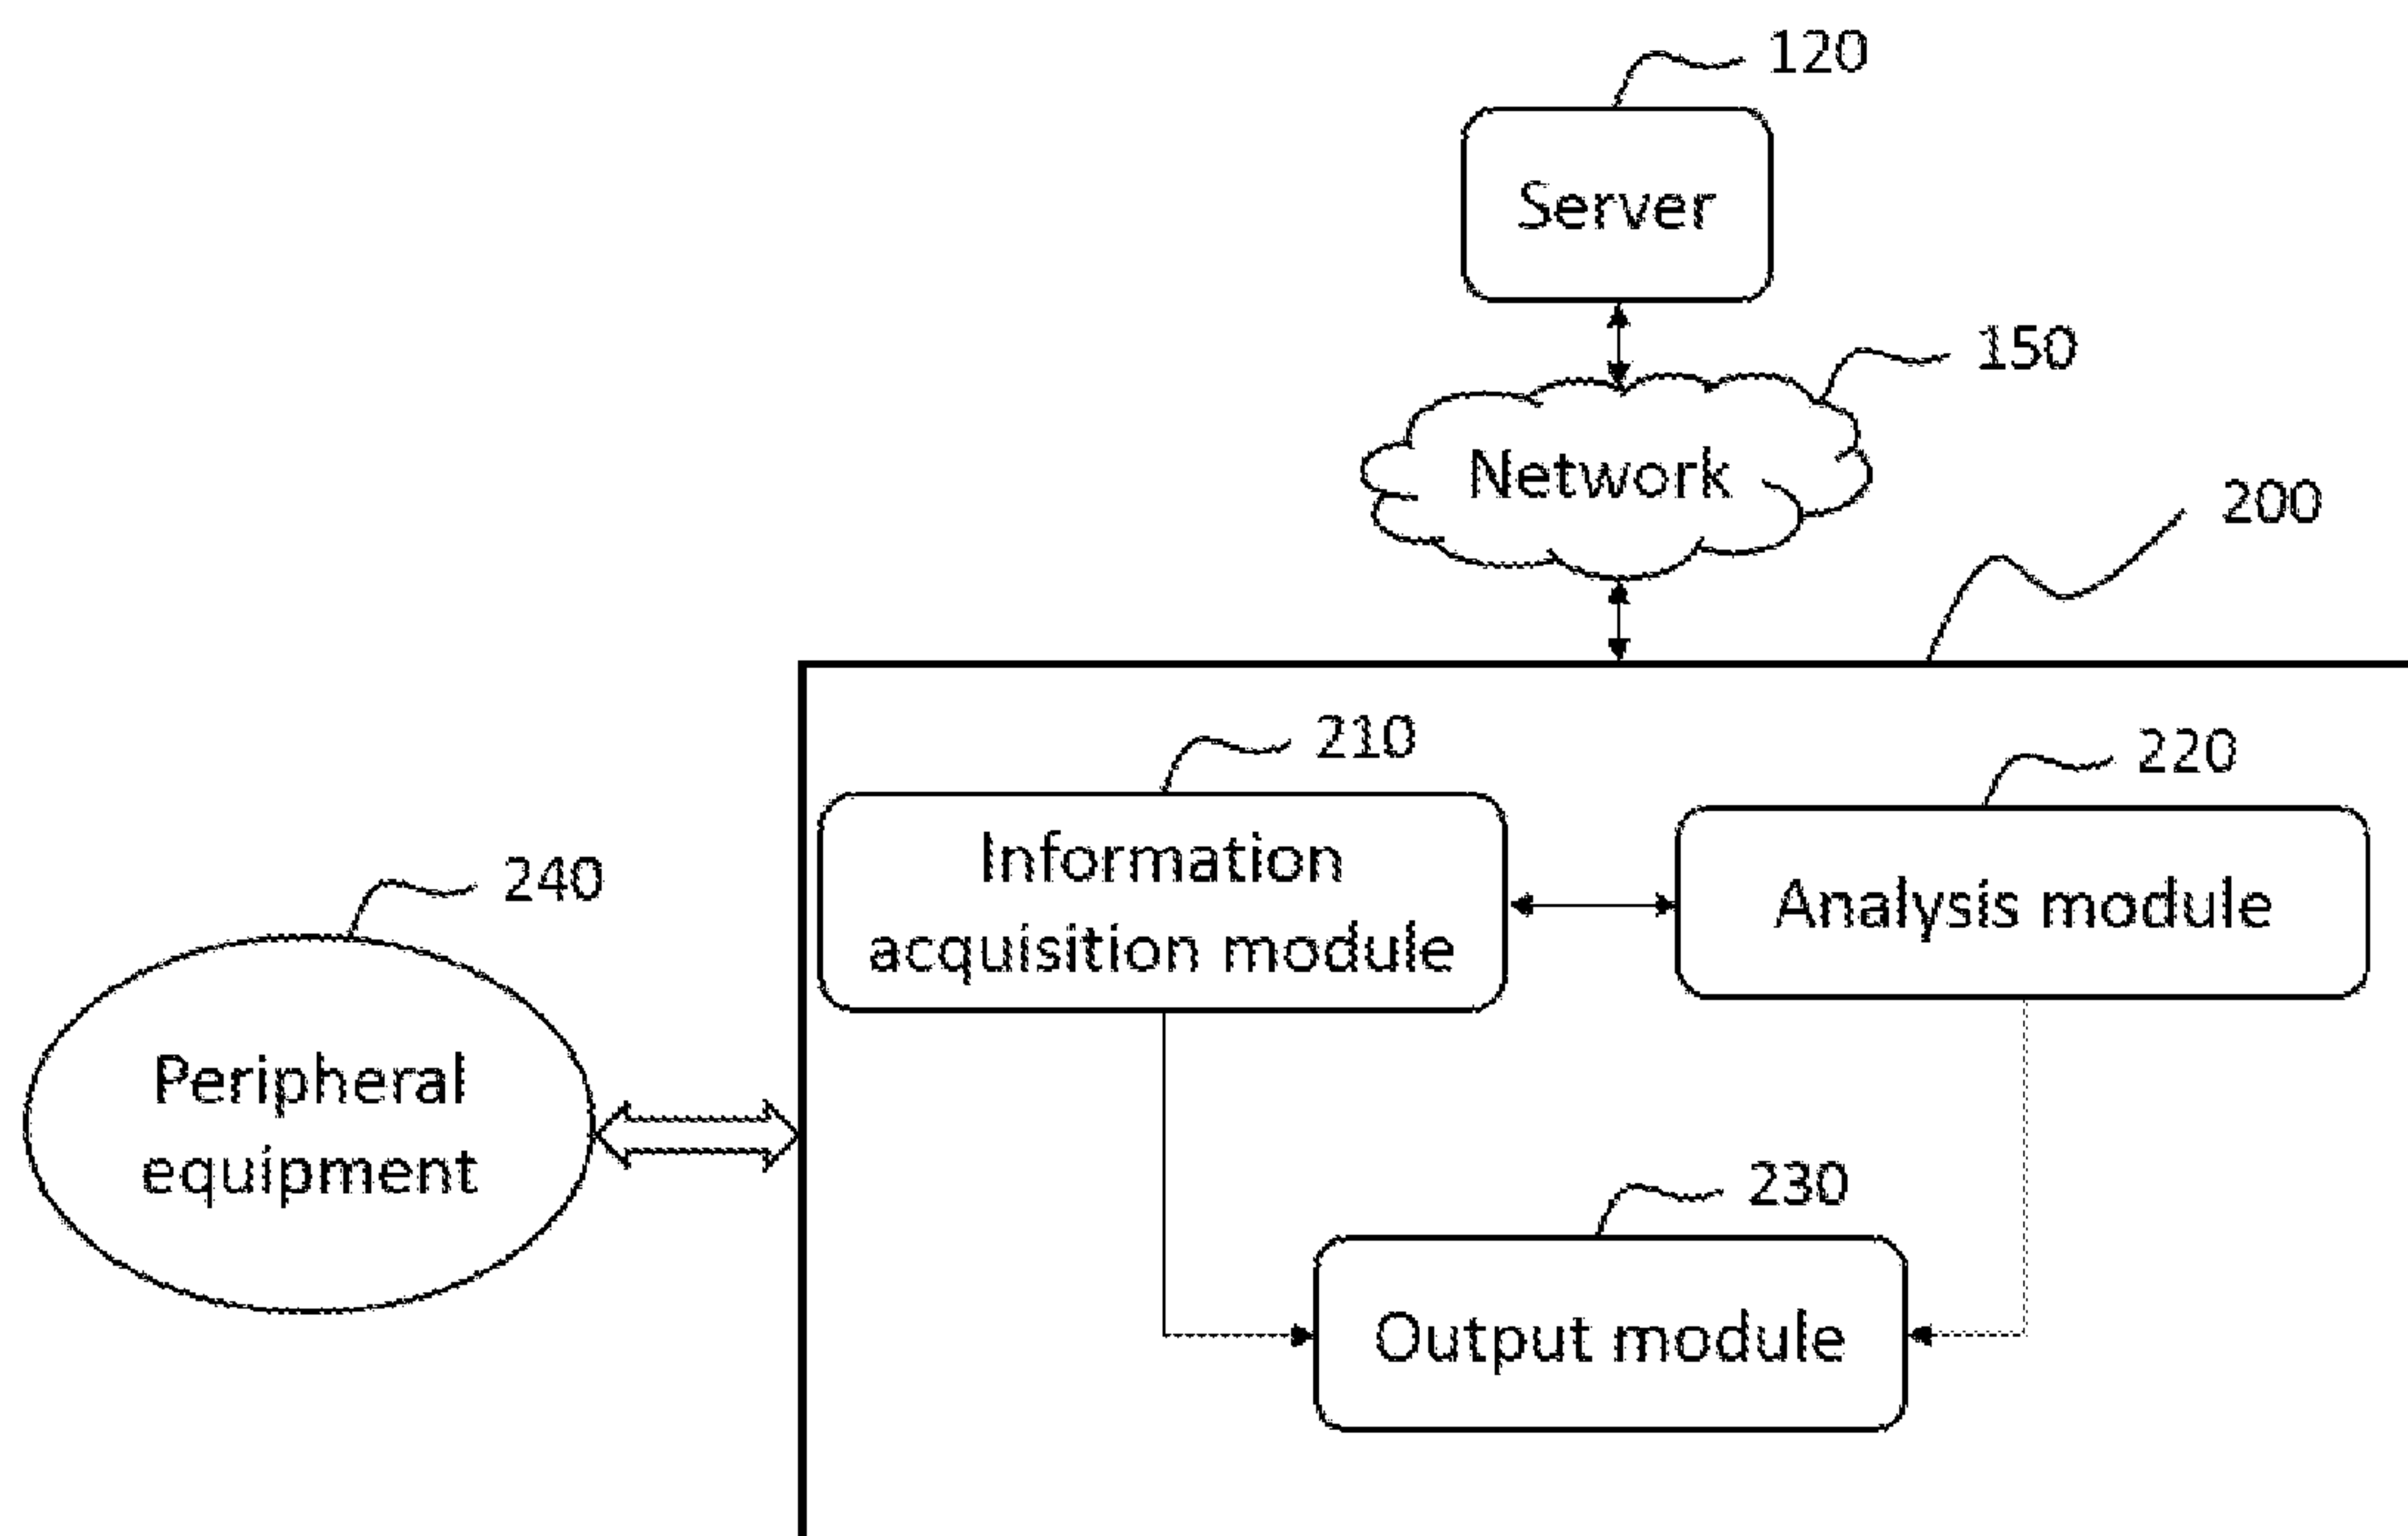 120
Server
150
Network
200
210
220
Information
acquisition module
Analysis module
240
Peripheral
equipment
230
Output module